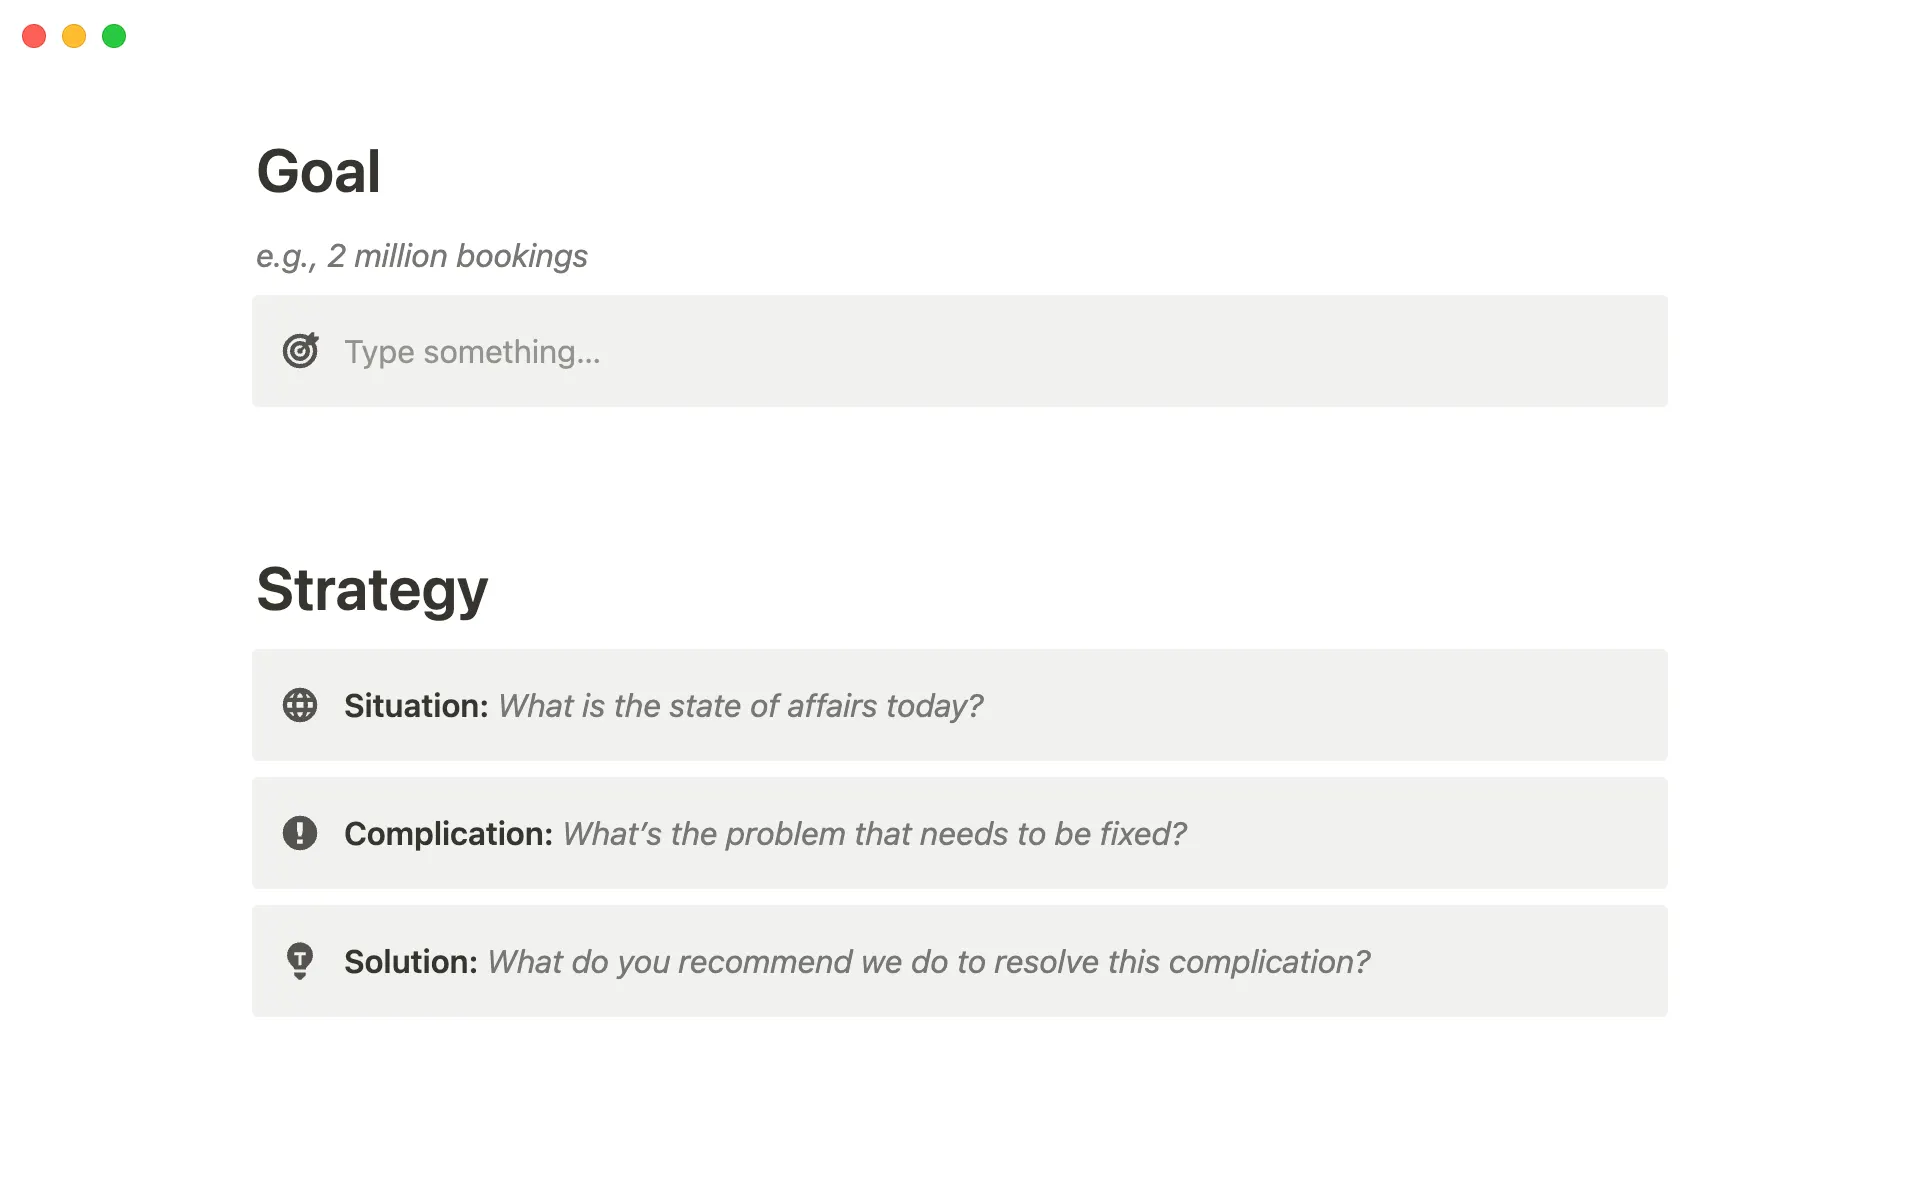 Goal
e.g., 2 million bookings
Type something...
Strategy
Situation: What is the state of affairs today?
Complication: What’s the problem that needs to be fixed?
Solution: What do you recommend we do to resolve this complication?